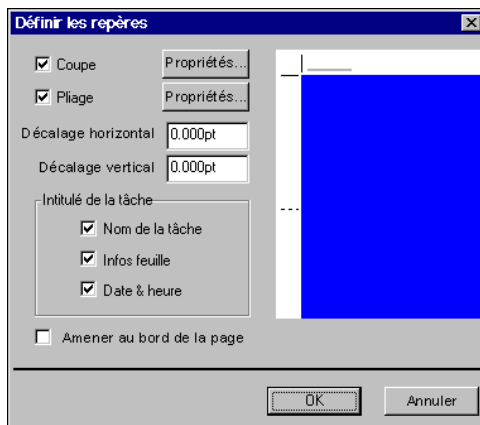 Définir les repères
Coupe Propriétés...
Pliage Propriétés...
Décalage horizontal 0.000pt
Décalage vertical 0.000pt
Intitulé de la tâche
Nom de la tâche
Infos feuille
Date & heure
Amener au bord de la page
OK Annuler